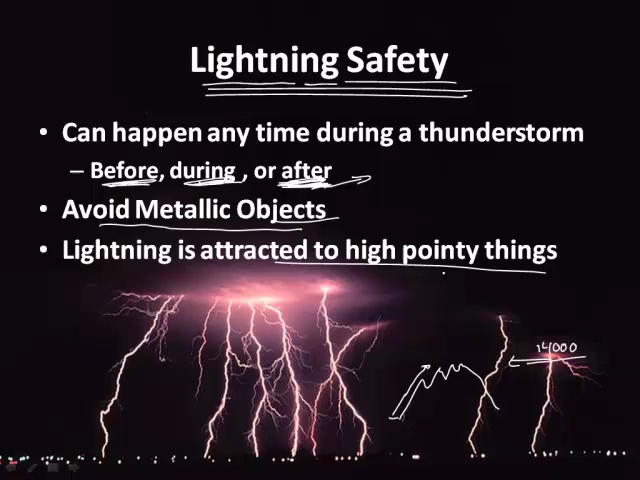 Lightning Safety
• Can happen any time during a thunderstorm
– Before, during, or after
• Avoid Metallic Objects
• Lightning is attracted to high pointy things
14000